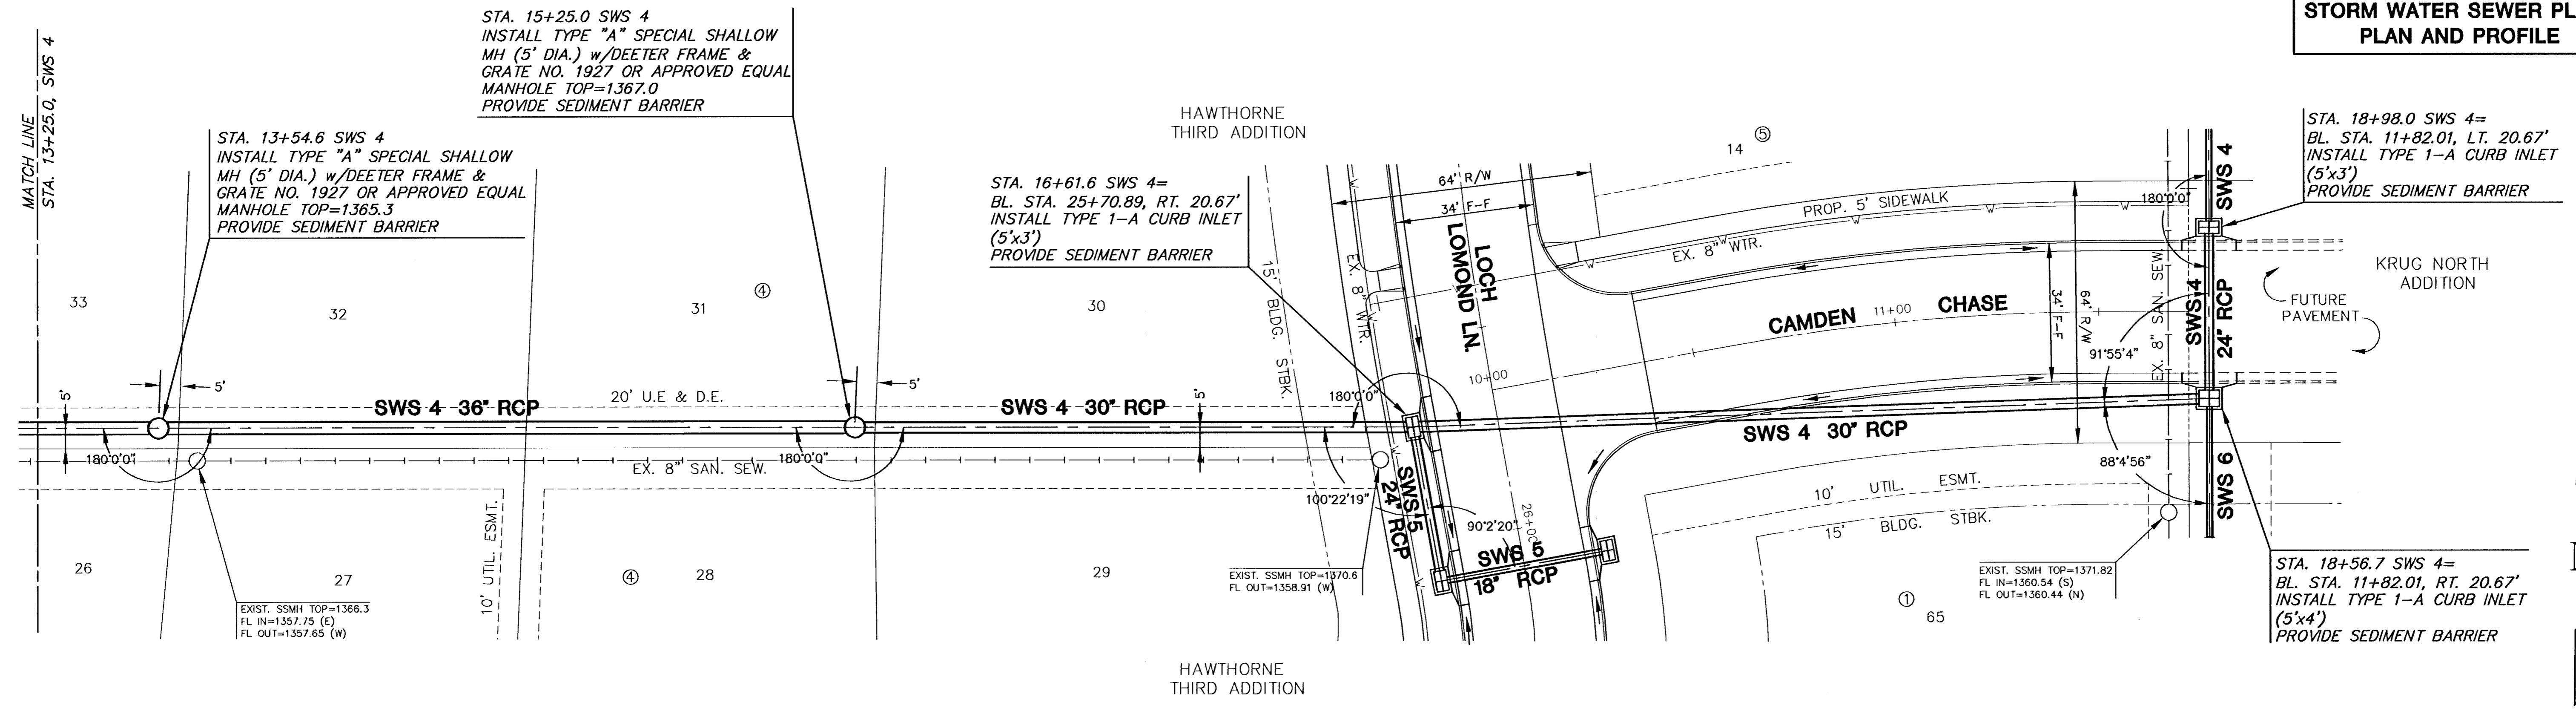 STORM WATER SEWER PL
PLAN AND PROFILE
MATCH LINE
STA. 13+25.0, SWS 4
STA. 13+54.6 SWS 4
INSTALL TYPE "A" SPECIAL SHALLOW
MH (5' DIA.) w/DEETER FRAME &
GRATE NO. 1927 OR APPROVED EQUAL
MANHOLE TOP=1365.3
PROVIDE SEDIMENT BARRIER
STA. 15+25.0 SWS 4
INSTALL TYPE "A" SPECIAL SHALLOW
MH (5' DIA.) w/DEETER FRAME &
GRATE NO. 1927 OR APPROVED EQUAL
MANHOLE TOP=1367.0
PROVIDE SEDIMENT BARRIER
HAWTHORNE
THIRD ADDITION
STA. 16+61.6 SWS 4=
BL. STA. 25+70.89, RT. 20.67'
INSTALL TYPE 1-A CURB INLET
(5'x3')
PROVIDE SEDIMENT BARRIER
STA. 18+98.0 SWS 4=
BL. STA. 11+82.01, LT. 20.67'
INSTALL TYPE 1-A CURB INLET
(5'x3')
PROVIDE SEDIMENT BARRIER
33
32
31
④
30
14
⑤
15' BLDG. STBK.
EX. 8" WTR.
W
W
64' R/W
34' F-F
LOCH
LOMOND LN.
PROP. 5' SIDEWALK
W
W
W
W
W
EX. 8" WTR.
180°0'0"
SWS 4
KRUG NORTH
ADDITION
FUTURE
PAVEMENT
CAMDEN
11+00
CHASE
34' F-F
64' R/W
EX. 8" SAN. SEW.
SWS 4
24" RCP
91°55'4"
10+00
5'
5'
5'
SWS 4 36" RCP
20' U.E & D.E.
SWS 4 30" RCP
5'
180°0'0"
SWS 4 30" RCP
180°0'0"
180°0'0"
EX. 8" SAN. SEW.
100°22'19"
W
SWS 5
24" RCP
90°2'20"
26+00
SWS 5
18" RCP
W
88°4'56"
SWS 6
10' UTIL. ESMT.
15' BLDG. STBK.
26
27
10' UTIL. ESMT.
④
28
29
①
65
EXIST. SSMH TOP=1366.3
FL IN=1357.75 (E)
FL OUT=1357.65 (W)
EXIST. SSMH TOP=1370.6
FL OUT=1358.91 (W)
EXIST. SSMH TOP=1371.82
FL IN=1360.54 (S)
FL OUT=1360.44 (N)
STA. 18+56.7 SWS 4=
BL. STA. 11+82.01, RT. 20.67'
INSTALL TYPE 1-A CURB INLET
(5'x4')
PROVIDE SEDIMENT BARRIER
HAWTHORNE
THIRD ADDITION